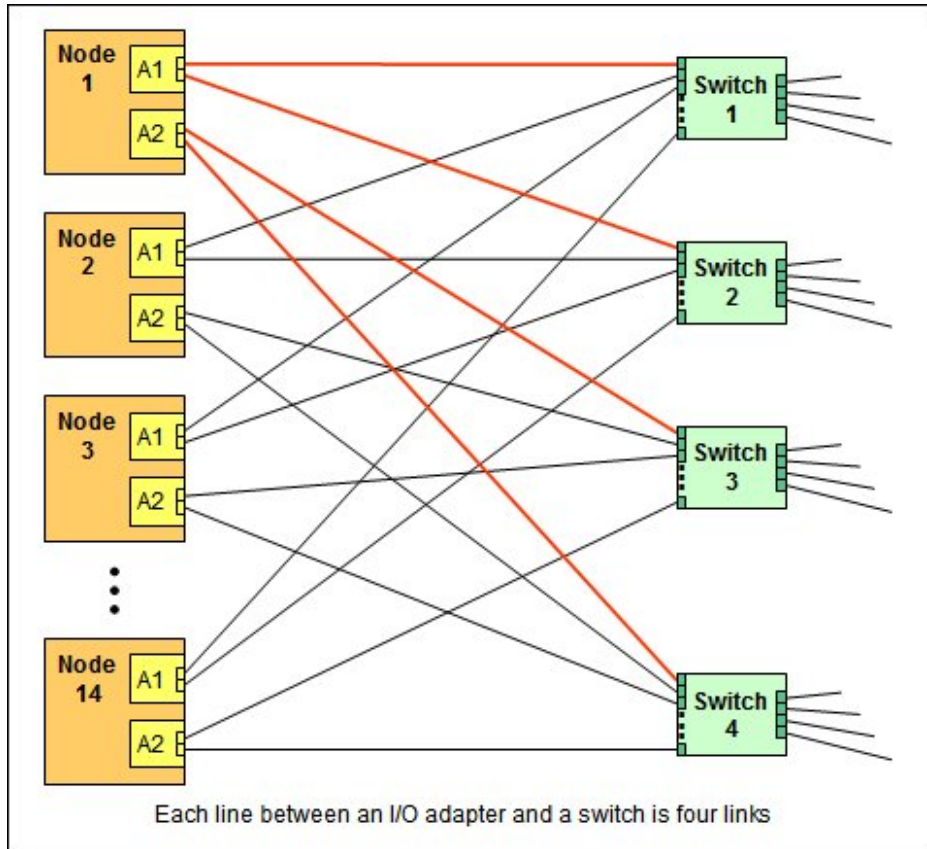 Node
1
A1
A2
Switch
1
Node
2
A1
A2
Switch
2
Node
3
A1
A2
Switch
3
Node
14
A1
A2
Switch
4
Each line between an I/O adapter and a switch is four links